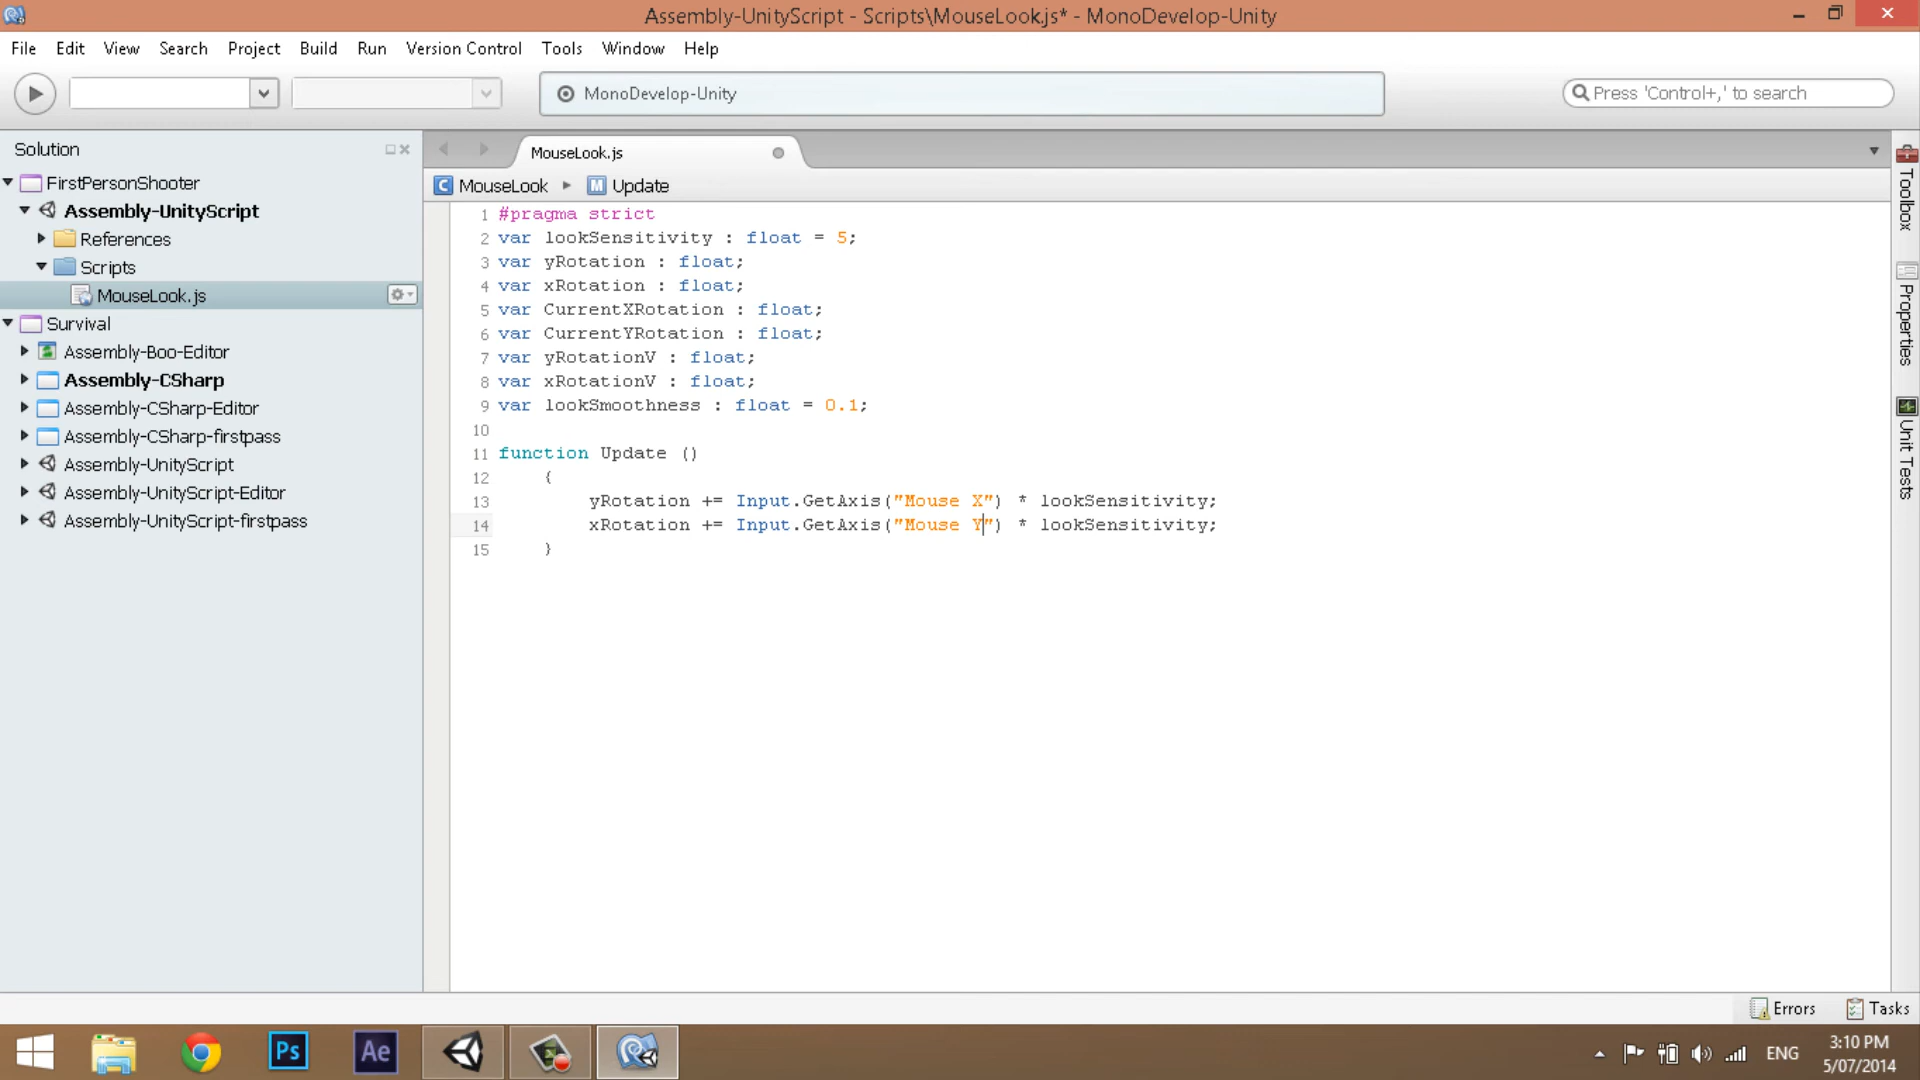 Assembly-UnityScript - Scripts\MouseLook.js* - MonoDevelop-Unity
File Edit View Search Project Build Run Version Control Tools Window Help
MonoDevelop-Unity
Press 'Control+,' to search
Solution
FirstPersonShooter
Assembly-UnityScript
References
Scripts
MouseLook.js
Survival
Assembly-Boo-Editor
Assembly-CSharp
Assembly-CSharp-Editor
Assembly-CSharp-firstpass
Assembly-UnityScript
Assembly-UnityScript-Editor
Assembly-UnityScript-firstpass
MouseLook.js
MouseLook Update
1 #pragma strict
2 var lookSensitivity : float = 5;
3 var yRotation : float;
4 var xRotation : float;
5 var CurrentXRotation : float;
6 var CurrentYRotation : float;
7 var yRotationV : float;
8 var xRotationV : float;
9 var lookSmoothness : float = 0.1;
10
11 function Update ()
12 {
13 yRotation += Input.GetAxis("Mouse X") * lookSensitivity;
14 xRotation += Input.GetAxis("Mouse Y") * lookSensitivity;
15 }
Toolbox
Properties
Unit Tests
Errors Tasks
Ps
Ae
ENG
3:10 PM
5/07/2014